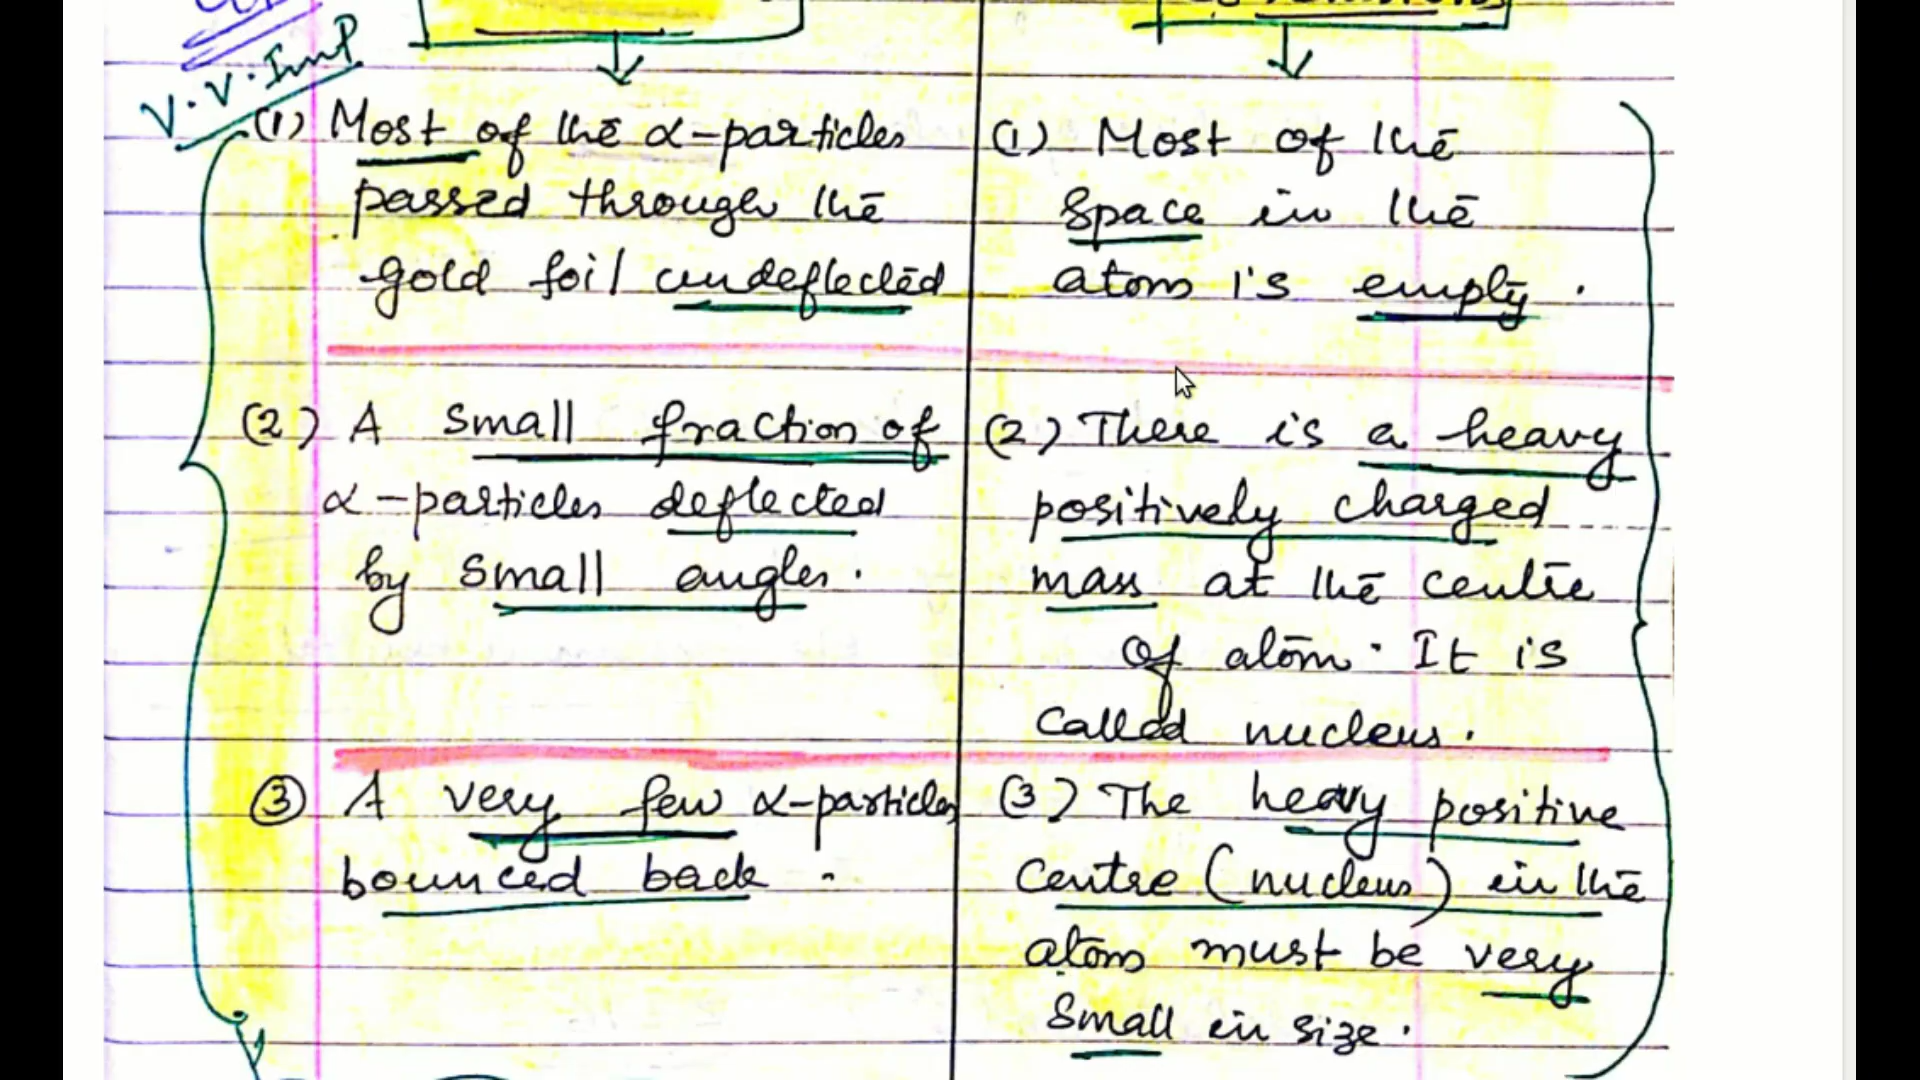 V.V.Imp
(1) Most of the α-particles
passed through the
gold foil undeflected
(1) Most of the
space in the
atom is empty.
(2) A small fraction of
α-particles deflected
by small angles.
(2) There is a heavy
positively charged
mass at the centre
of atom. It is
called nucleus.
③ A very few α-particles
bounced back.
(3) The heavy positive
centre (nucleus) in the
atom must be very
small in size.